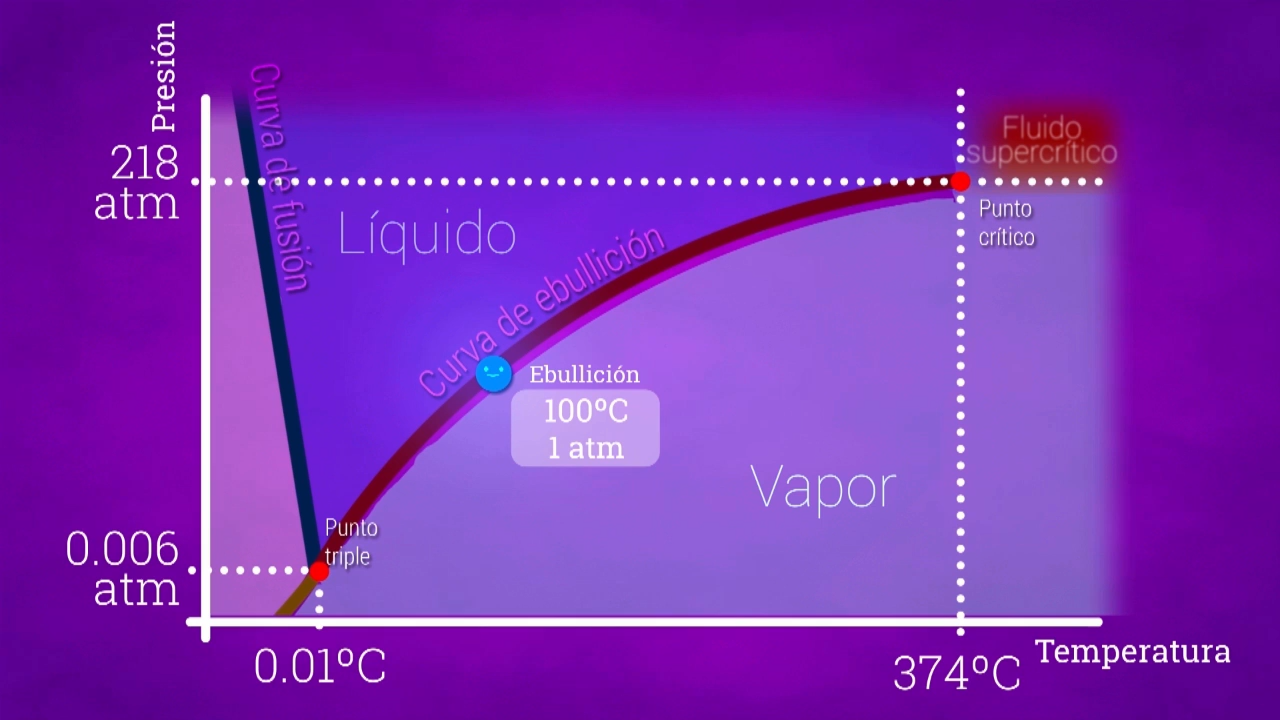 Presión
218
atm
Curva de fusión
Líquido
Curva de ebullición
Fluido
supercrítico
Punto
crítico
Ebullición
100ºC
1 atm
Vapor
Punto
triple
0.006
atm
0.01ºC
374ºC
Temperatura